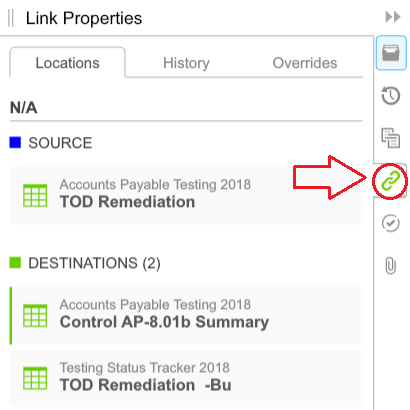 Link Properties
Locations
History
Overrides
N/A
SOURCE
Accounts Payable Testing 2018
TOD Remediation
DESTINATIONS (2)
Accounts Payable Testing 2018
Control AP-8.01b Summary
Testing Status Tracker 2018
TOD Remediation -Bu